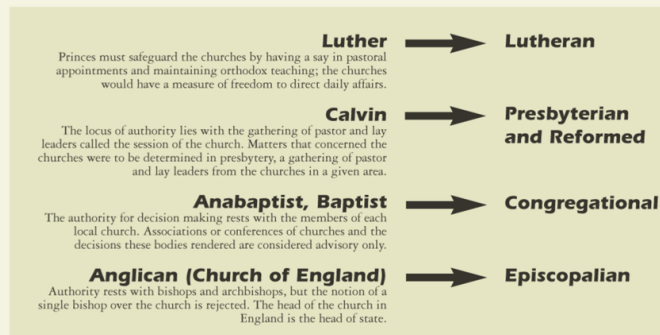 Luther
Lutheran
Princes must safeguard the churches by having a say in pastoral
appointments and maintaining orthodox teaching; the churches
would have a measure of freedom to direct daily affairs.
Calvin
Presbyterian
and Reformed
The locus of authority lies with the gathering of pastor and lay
leaders called the session of the church. Matters that concerned the
churches were to be determined in presbytery, a gathering of pastor
and lay leaders from the churches in a given area.
Anabaptist, Baptist
Congregational
The authority for decision making rests with the members of each
local church. Associations or conferences of churches and the
decisions these bodies rendered are considered advisory only.
Anglican (Church of England)
Episcopalian
Authority rests with bishops and archbishops, but the notion of a
single bishop over the church is rejected. The head of the church in
England is the head of state.